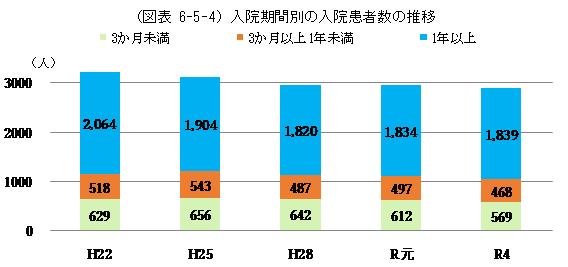 （図表 6-5-4）入院期間別の入院患者数の推移
3か月未満 3か月以上1年未満 1年以上
（人）
3000
2000
1000
0
2,064 1,904 1,820 1,834 1,839
518 543 487 497 468
629 656 642 612 569
H22 H25 H28 R元 R4